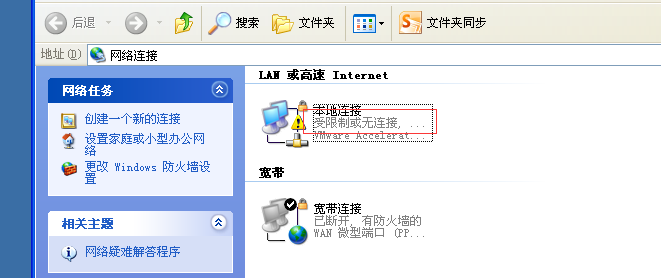 后退 搜索 文件夹 文件夹同步
地址(D) 网络连接
网络任务
创建一个新的连接
设置家庭或小型办公网
络
更改 Windows 防火墙设
置
相关主题
网络疑难解答程序
LAN 或高速 Internet
本地连接
受限制或无连接, ...
VMware Accelerat...
宽带
宽带连接
已断开, 有防火墙的
WAN 微型端口 (PP...